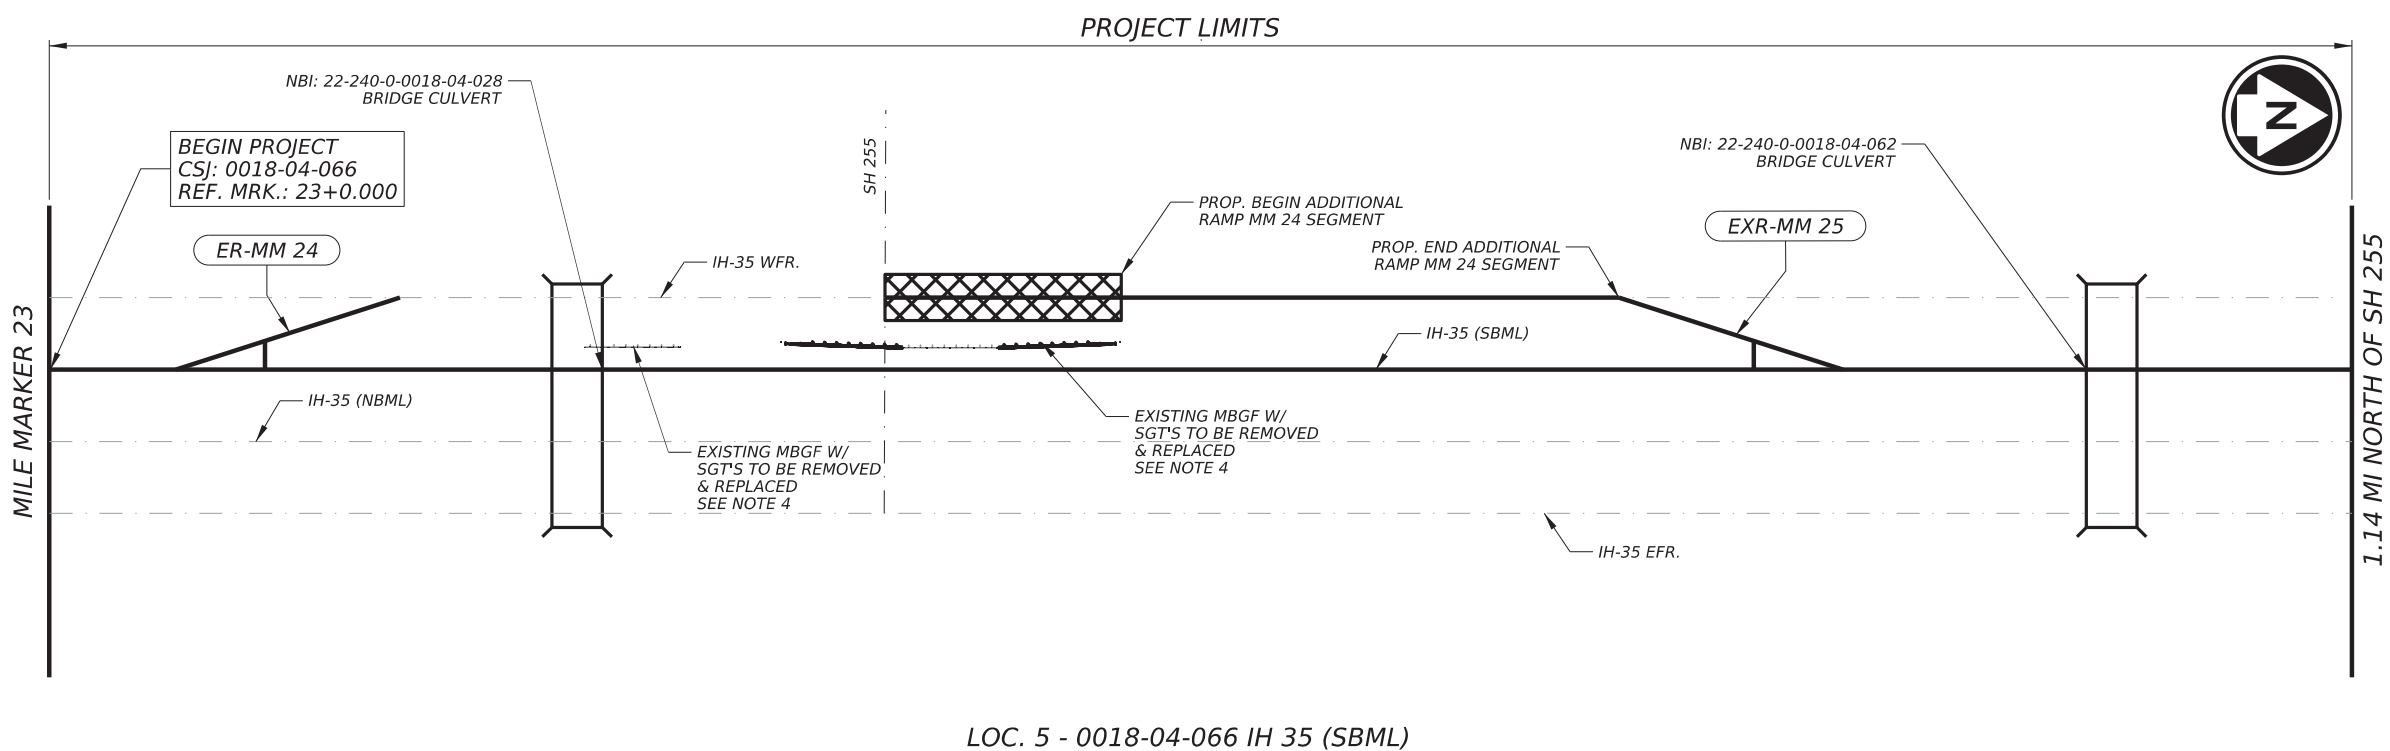 PROJECT LIMITS
NBI: 22-240-0-0018-04-028
BRIDGE CULVERT
BEGIN PROJECT
CSJ: 0018-04-066
REF. MRK.: 23+0.000
ER-MM 24
SH 255
IH-35 WFR.
PROP. BEGIN ADDITIONAL
RAMP MM 24 SEGMENT
PROP. END ADDITIONAL
RAMP MM 24 SEGMENT
NBI: 22-240-0-0018-04-062
BRIDGE CULVERT
EXR-MM 25
N
MILE MARKER 23
IH-35 (SBML)
IH-35 (NBML)
EXISTING MBGF W/
SGT'S TO BE REMOVED
& REPLACED
SEE NOTE 4
EXISTING MBGF W/
SGT'S TO BE REMOVED
& REPLACED
SEE NOTE 4
IH-35 EFR.
1.14 MI NORTH OF SH 255
LOC. 5 - 0018-04-066 IH 35 (SBML)